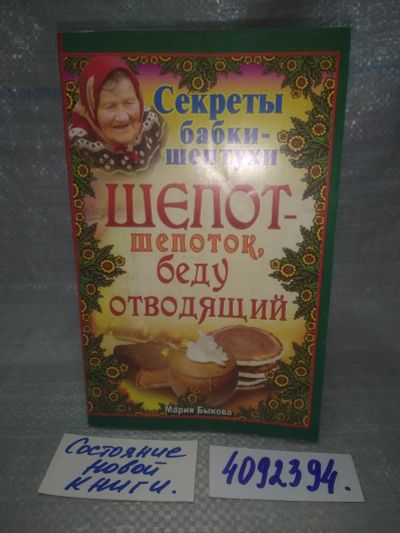 Секреты
бабки-
шептухи
ШЕПОТ-
шепоток,
беду
отводящий
Мария Быкова
Состояние
новой
книги.
4092394.